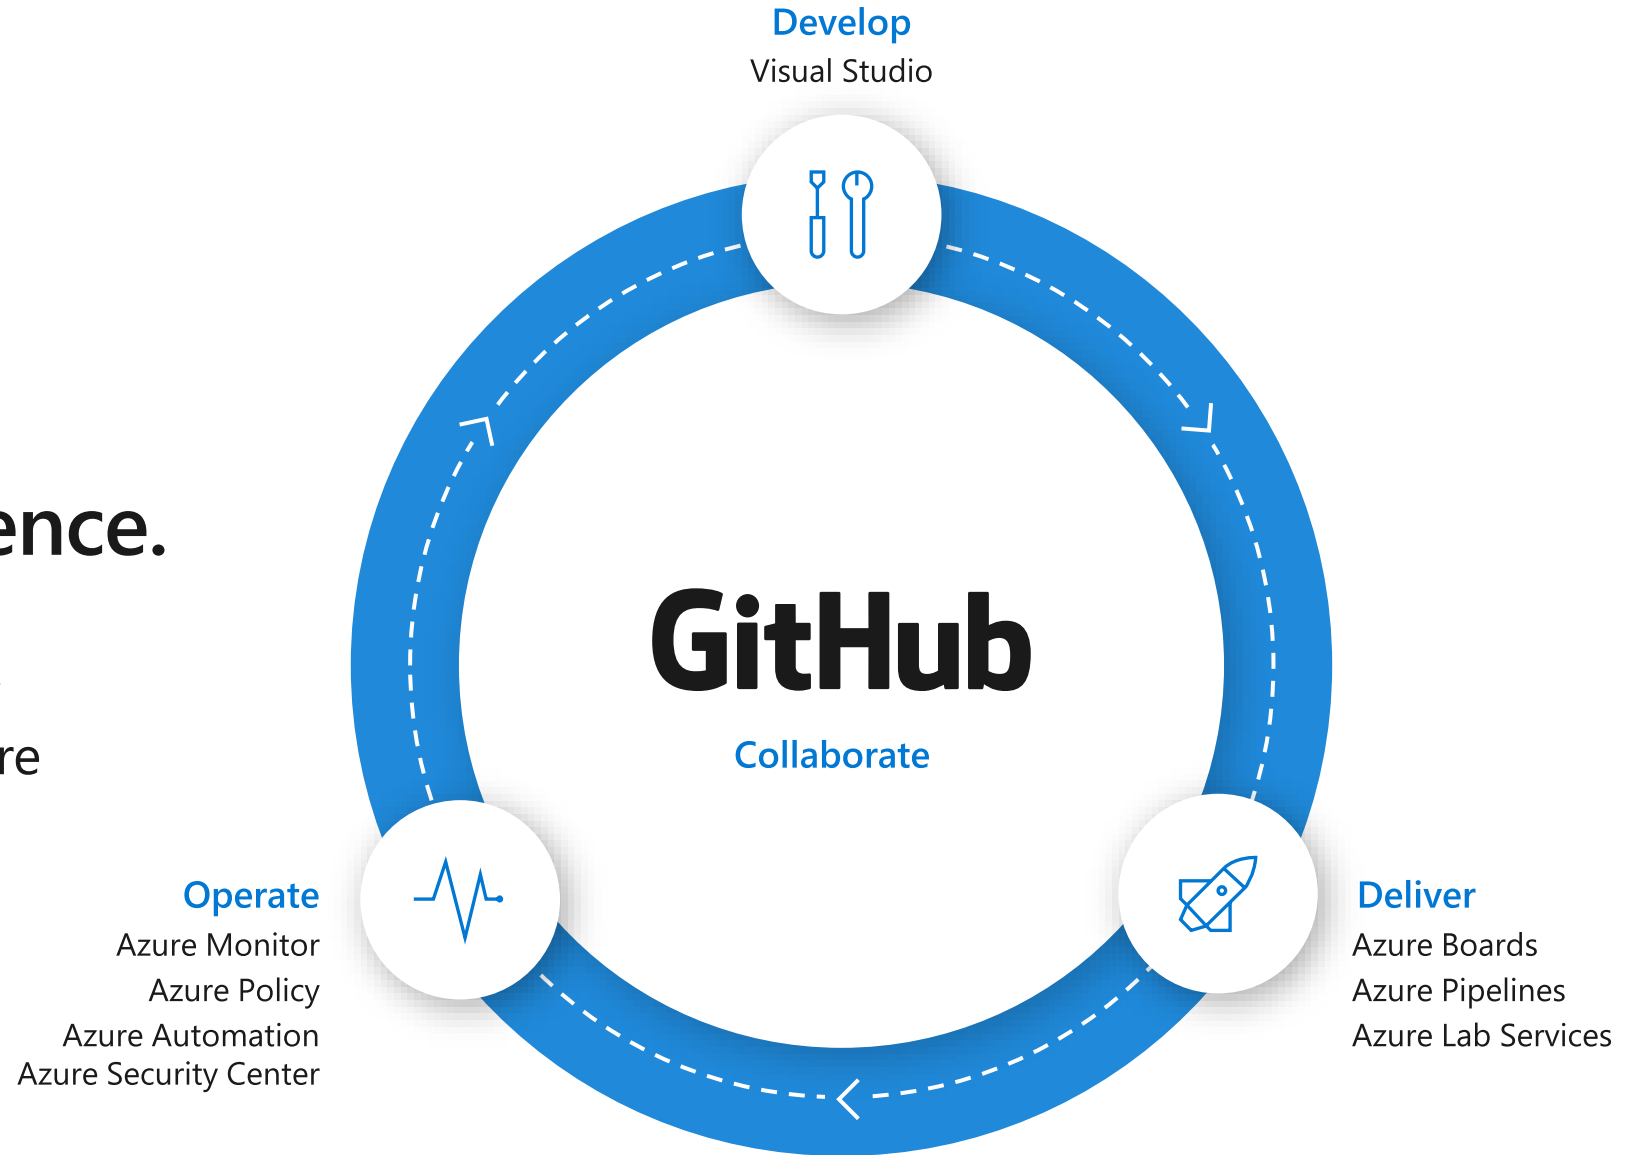 Develop
Visual Studio
ence.
re
GitHub
Collaborate
Operate
Azure Monitor
Azure Policy
Azure Automation
Azure Security Center
Deliver
Azure Boards
Azure Pipelines
Azure Lab Services